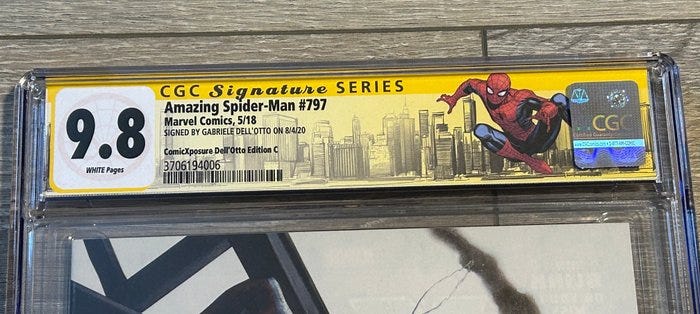 CGC Signature SERIES
9.8
WHITE Pages
Amazing Spider-Man #797
Marvel Comics, 5/18
SIGNED BY GABRIELE DELL'OTTO ON 8/4/20
ComicXposure Dell'Otto Edition C
3706194006
CGC